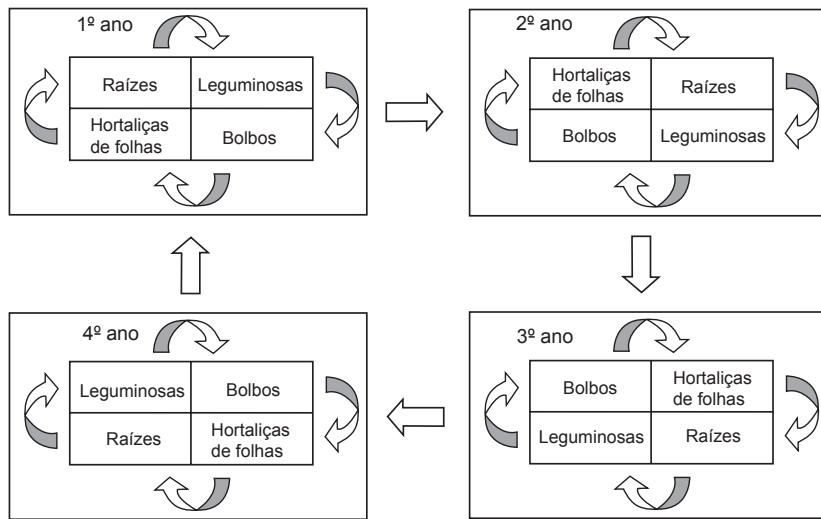 1º ano
Raízes
Leguminosas
Hortaliças
de folhas
Bolbos
2º ano
Hortaliças
de folhas
Raízes
Bolbos
Leguminosas
4º ano
Leguminosas
Bolbos
Raízes
Hortaliças
de folhas
3º ano
Bolbos
Hortaliças
de folhas
Leguminosas
Raízes